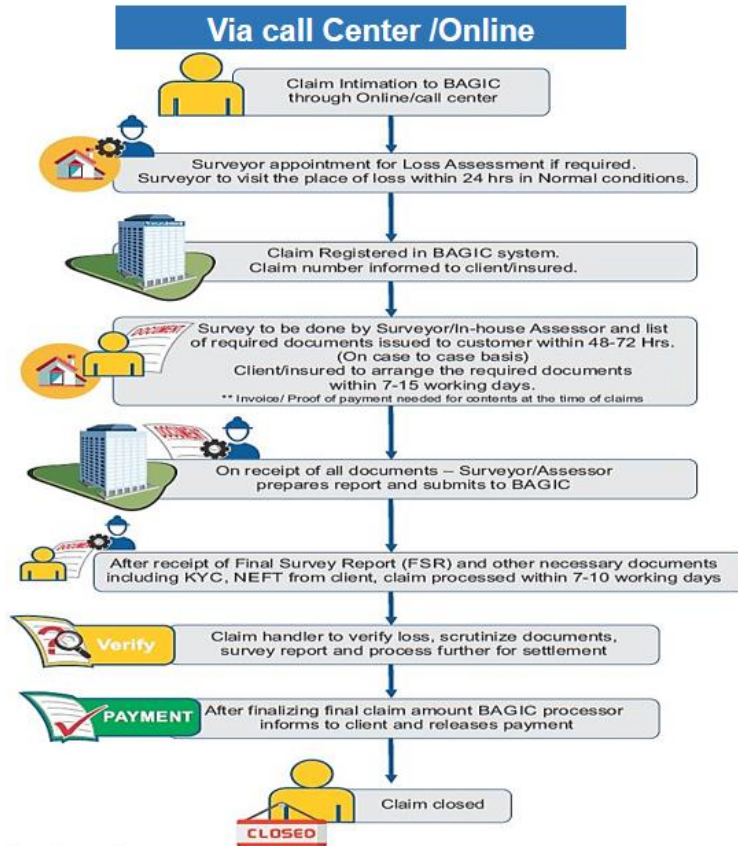 Via call Center /Online
Claim Intimation to BAGIC
through Online/call center
Surveyor appointment for Loss Assessment if required.
Surveyor to visit the place of loss within 24 hrs in Normal conditions.
Claim Registered in BAGIC system.
Claim number informed to client/insured.
DOCUMENT
Survey to be done by Surveyor/In-house Assessor and list
of required documents issued to customer within 48-72 Hrs.
(On case to case basis)
Client/insured to arrange the required documents
within 7-15 working days.
** Invoice/ Proof of payment needed for contents at the time of claims
DOCUMENT
On receipt of all documents – Surveyor/Assessor
prepares report and submits to BAGIC
After receipt of Final Survey Report (FSR) and other necessary documents
including KYC, NEFT from client, claim processed within 7-10 working days
Verify
Claim handler to verify loss, scrutinize documents,
survey report and process further for settlement
PAYMENT
After finalizing final claim amount BAGIC processor
informs to client and releases payment
Claim closed
CLOSED